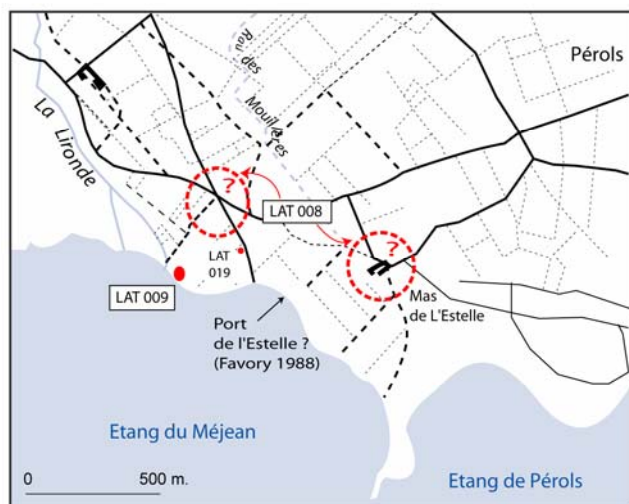 Rau des
Mouillères
Pérols
La Lironde
?
LAT 008
?
LAT
019
LAT 009
Mas
de L'Estelle
Port
de l'Estelle ?
(Favory 1988)
Etang du Méjean
0 500 m.
Etang de Pérols